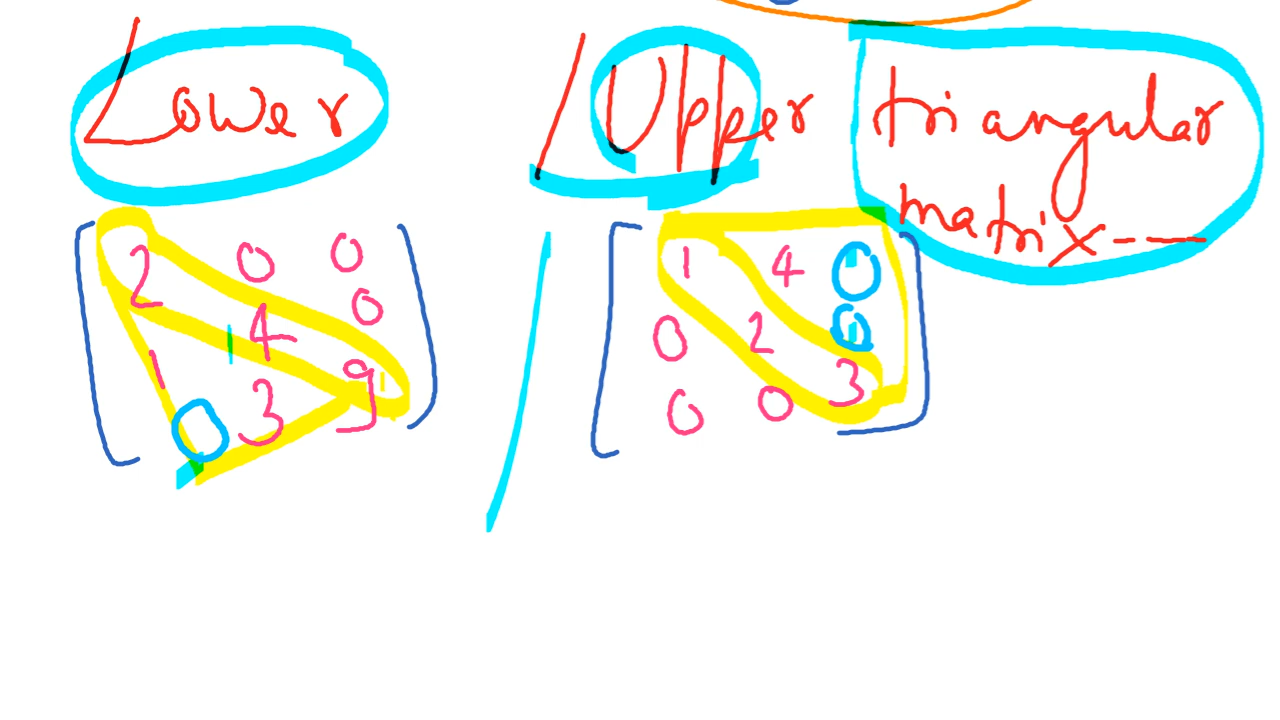 Lower / Upper triangular
matrix---
2 0 0 / 1 4 0
1 4 0 / 0 2 0
0 3 9 / 0 0 3